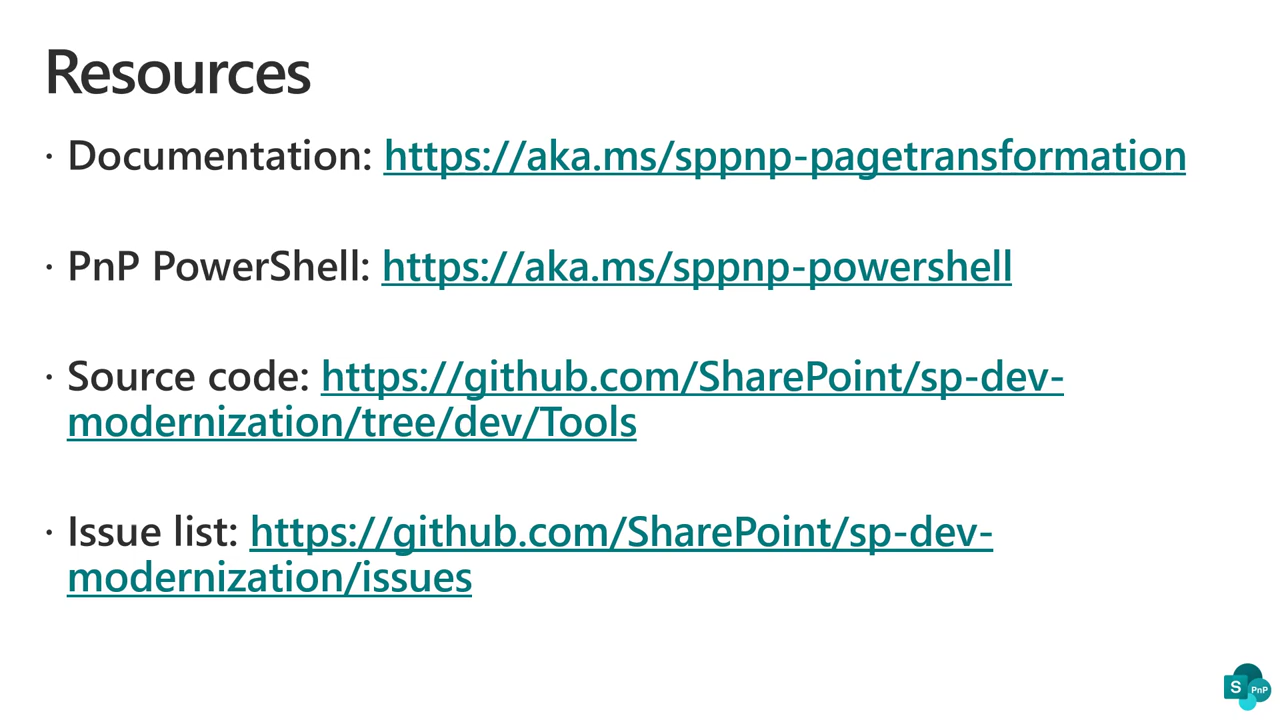 Resources
· Documentation: https://aka.ms/sppnp-pagetransformation
· PnP PowerShell: https://aka.ms/sppnp-powershell
· Source code: https://github.com/SharePoint/sp-dev-
modernization/tree/dev/Tools
· Issue list: https://github.com/SharePoint/sp-dev-
modernization/issues
S PnP